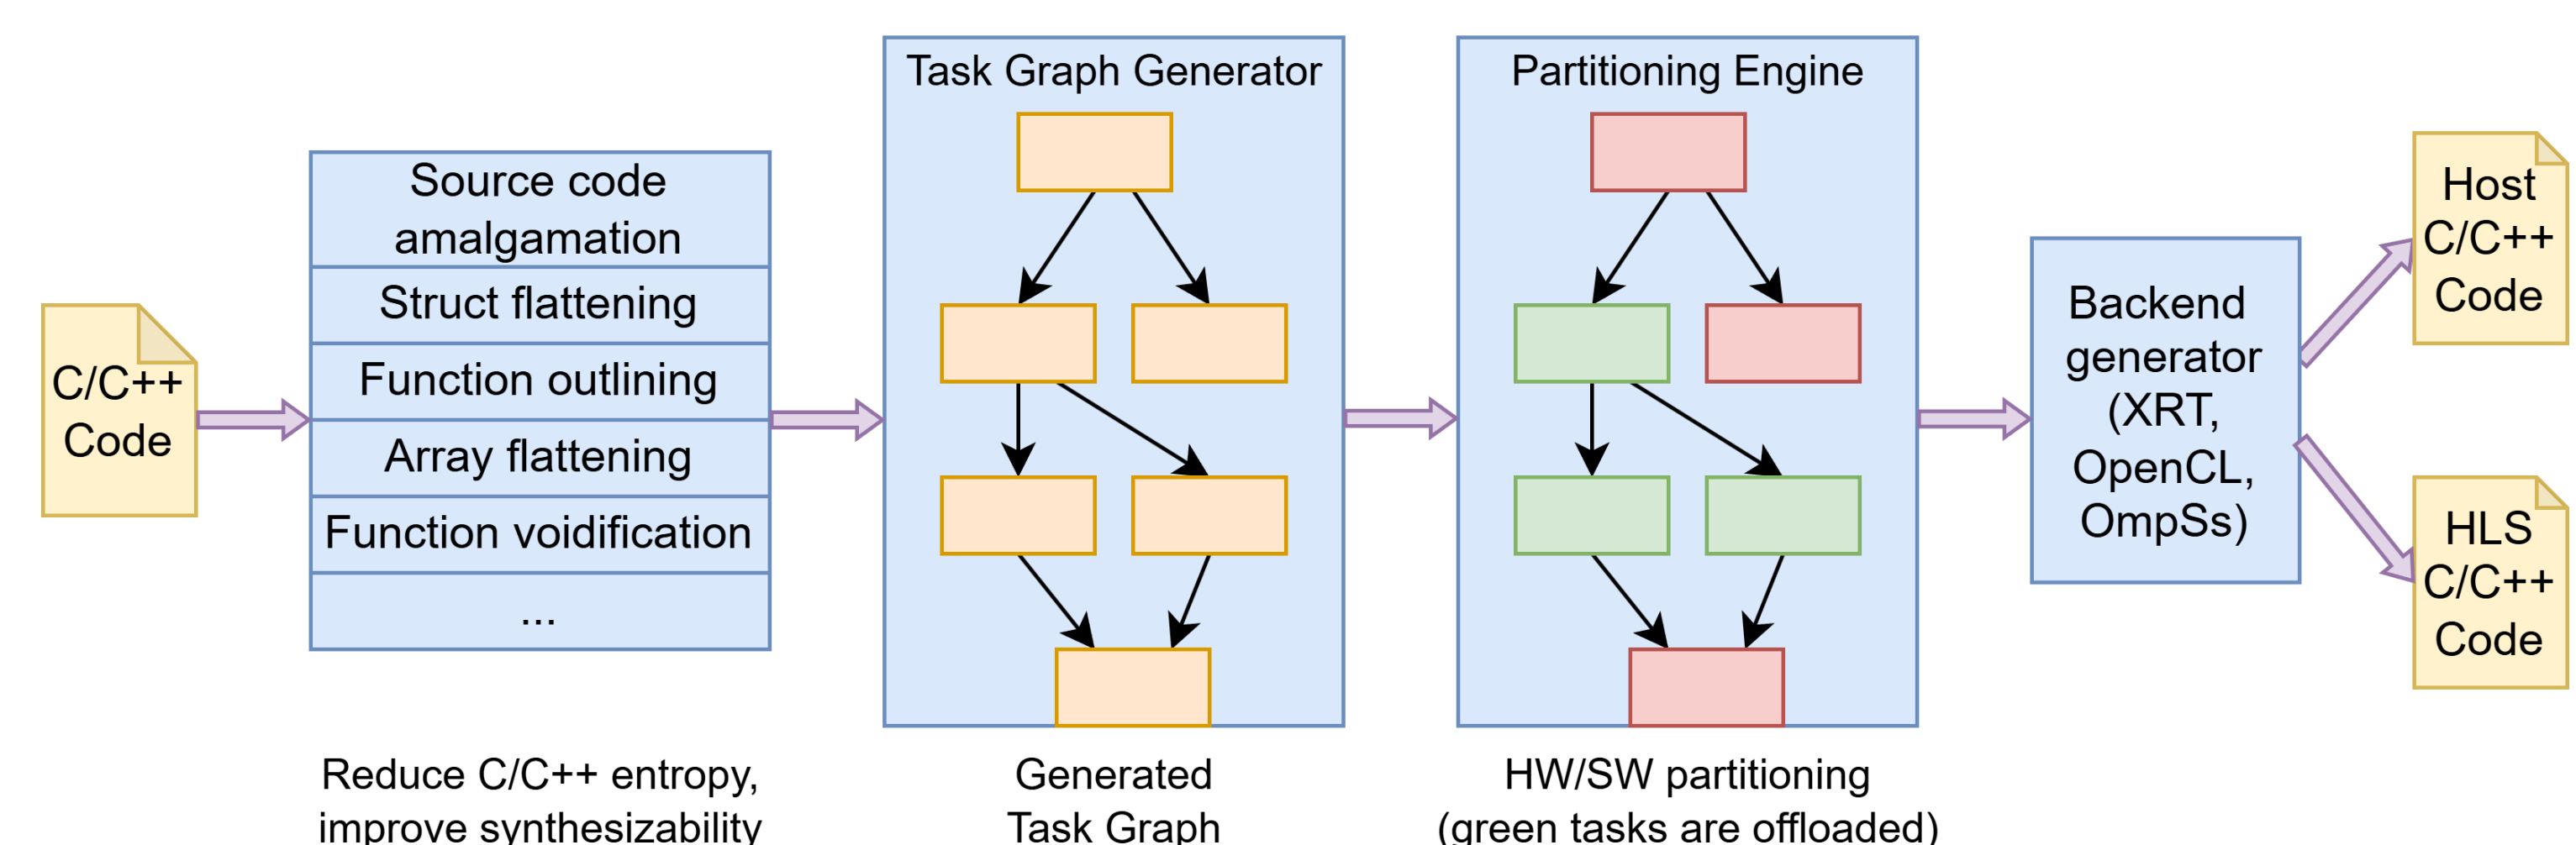 C/C++
Code
Source code
amalgamation
Struct flattening
Function outlining
Array flattening
Function voidification
...
Reduce C/C++ entropy,
improve synthesizability
Task Graph Generator
Generated
Task Graph
Partitioning Engine
HW/SW partitioning
(green tasks are offloaded)
Backend
generator
(XRT,
OpenCL,
OmpSs)
Host
C/C++
Code
HLS
C/C++
Code